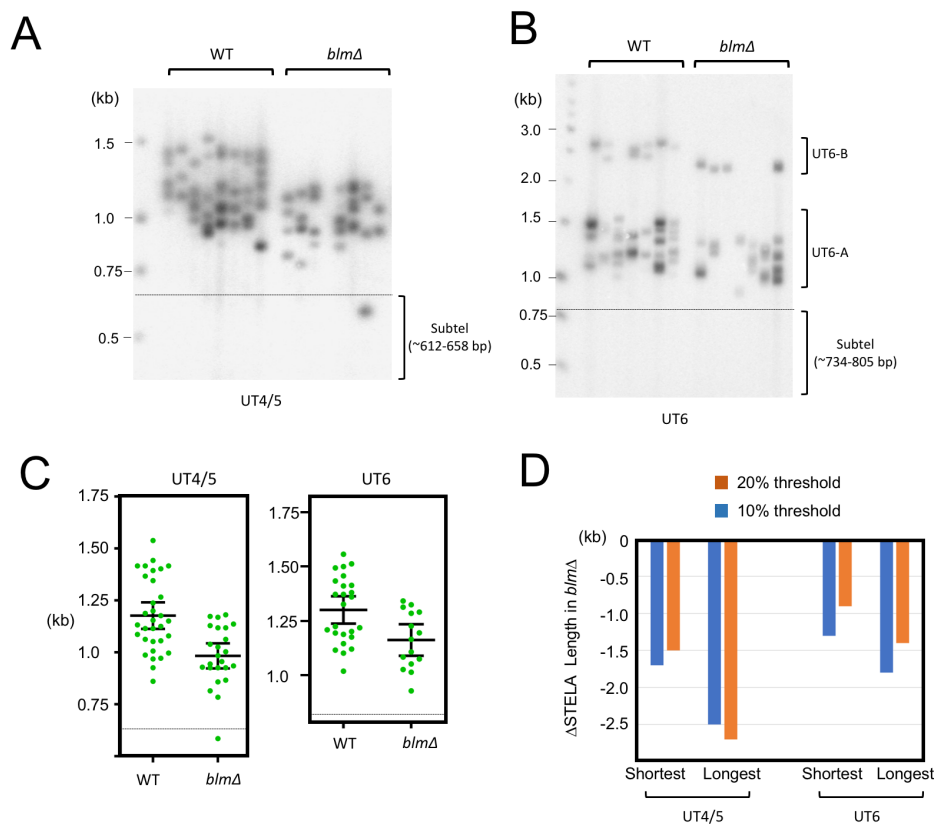 A
WT
blmΔ
(kb)
1.5
1.0
0.75
0.5
Subtel
(~612-658 bp)
UT4/5
B
WT
blmΔ
(kb)
3.0
2.0
1.5
1.0
0.75
0.5
UT6-B
UT6-A
Subtel
(~734-805 bp)
UT6
C
UT4/5
UT6
(kb)
1.75
1.50
1.25
1.0
0.75
WT
blmΔ
1.75
1.50
1.25
1.0
WT
blmΔ
D
20% threshold
10% threshold
(kb)
ΔSTELA Length in blmΔ
0
-0.5
-1.0
-1.5
-2.0
-2.5
Shortest Longest Shortest Longest
UT4/5 UT6